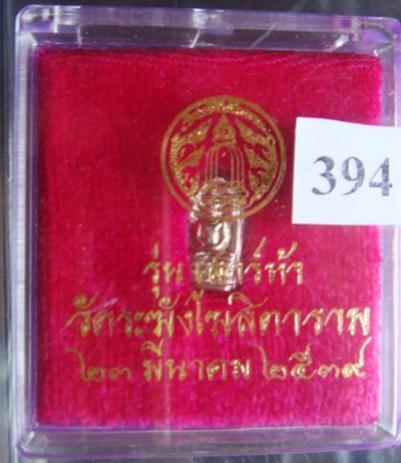 394
รุ่น เสาร์ห้า
วัดระฆังโฆสิตาราม
๒๓ มีนาคม ๒๕๓๙